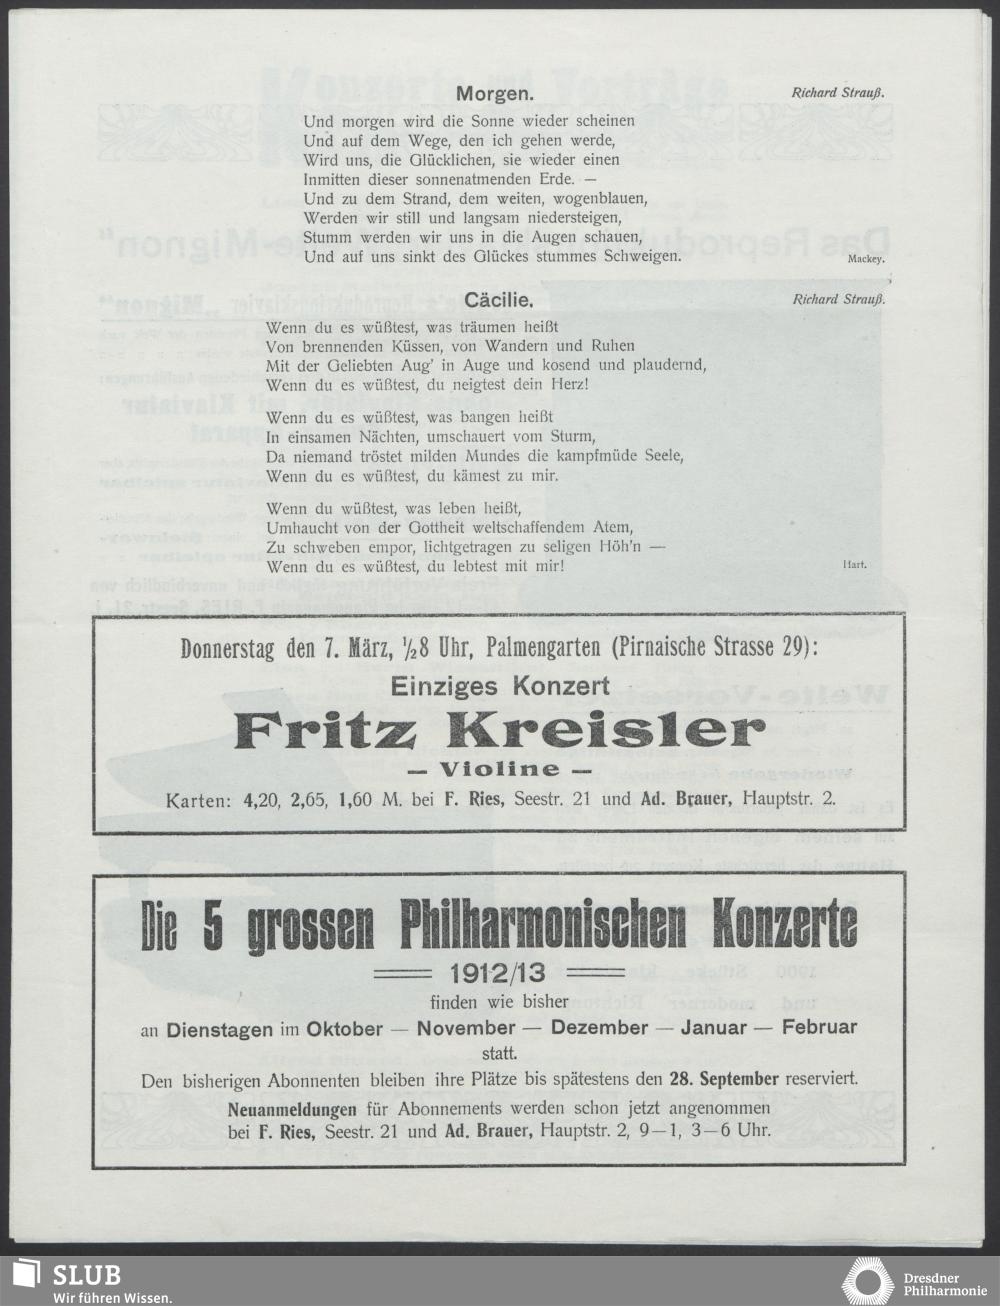 Morgen. Richard Strauß.
Und morgen wird die Sonne wieder scheinen
Und auf dem Wege, den ich gehen werde,
Wird uns, die Glücklichen, sie wieder einen
Inmitten dieser sonnenatmenden Erde. —
Und zu dem Strand, dem weiten, wogenblauen,
Werden wir still und langsam niedersteigen,
Stumm werden wir uns in die Augen schauen,
Und auf uns sinkt des Glückes stummes Schweigen. Mackey.
Cäcilie. Richard Strauß.
Wenn du es wüßtest, was träumen heißt
Von brennenden Küssen, von Wandern und Ruhen
Mit der Geliebten Aug' in Auge und kosend und plaudernd,
Wenn du es wüßtest, du neigtest dein Herz!
Wenn du es wüßtest, was bangen heißt
In einsamen Nächten, umschauert vom Sturm,
Da niemand tröstet milden Mundes die kampfmüde Seele,
Wenn du es wüßtest, du kämest zu mir.
Wenn du wüßtest, was leben heißt,
Umhaucht von der Gottheit weltschaffendem Atem,
Zu schweben empor, lichtgetragen zu seligen Höh'n —
Wenn du es wüßtest, du lebtest mit mir! Hart.
Donnerstag den 7. März, ½8 Uhr, Palmengarten (Pirnaische Strasse 29):
Einziges Konzert
Fritz Kreisler
— Violine —
Karten: 4,20, 2,65, 1,60 M. bei F. Ries, Seestr. 21 und Ad. Brauer, Hauptstr. 2.
Die 5 grossen Philharmonischen Konzerte
1912/13
finden wie bisher
an Dienstagen im Oktober — November — Dezember — Januar — Februar
statt.
Den bisherigen Abonnenten bleiben ihre Plätze bis spätestens den 28. September reserviert.
Neuanmeldungen für Abonnements werden schon jetzt angenommen
bei F. Ries, Seestr. 21 und Ad. Brauer, Hauptstr. 2, 9—1, 3—6 Uhr.
SLUB
Wir führen Wissen.
Dresdner
Philharmonie